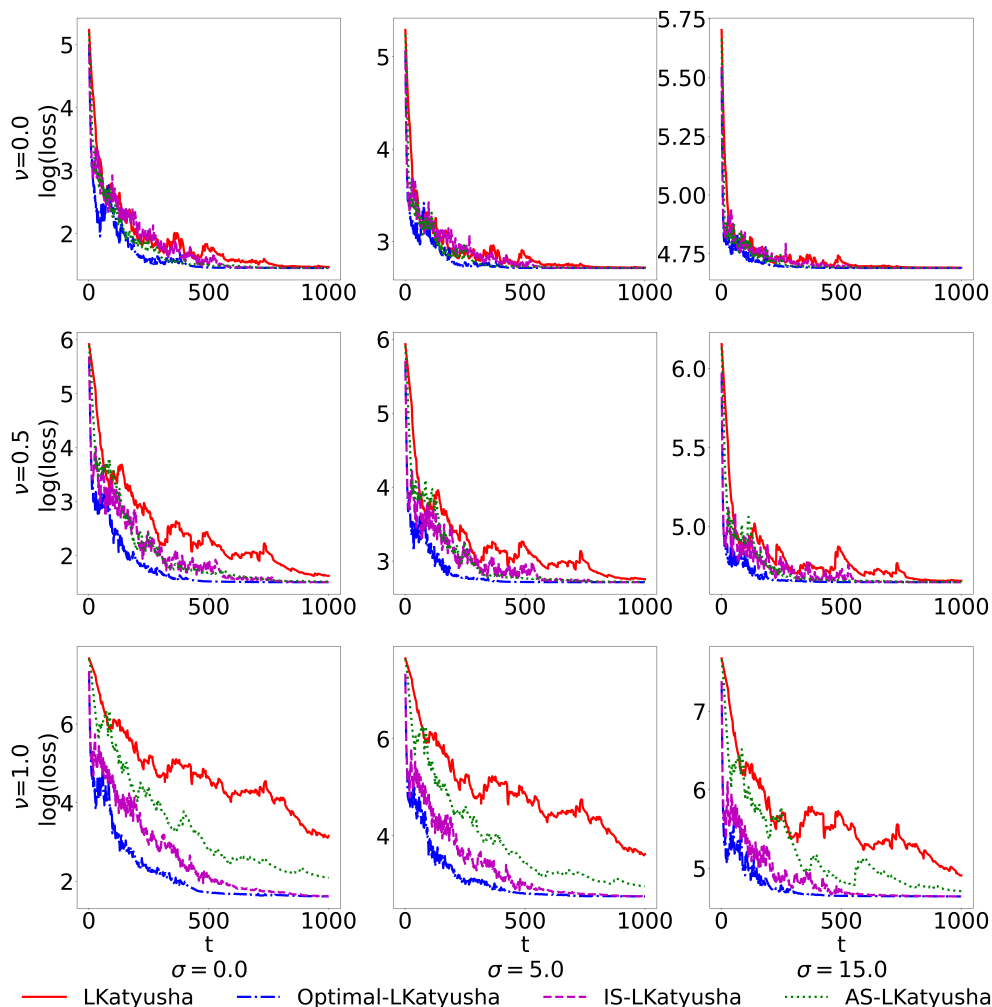 5.75
5
5
5.50
4
5.25
ν=0.0
log(loss)
4
3
5.00
2
3
4.75
0 500 1000
0 500 1000
0 500 1000
6
6
6.0
5
5
5.5
ν=0.5
log(loss)
4
4
3
5.0
2
3
0 500 1000
0 500 1000
0 500 1000
7
6
6
ν=1.0
log(loss)
6
4
4
5
2
0 500 1000
0 500 1000
0 500 1000
t
t
t
σ = 0.0
σ = 5.0
σ = 15.0
LKatyusha
Optimal-LKatyusha
IS-LKatyusha
AS-LKatyusha